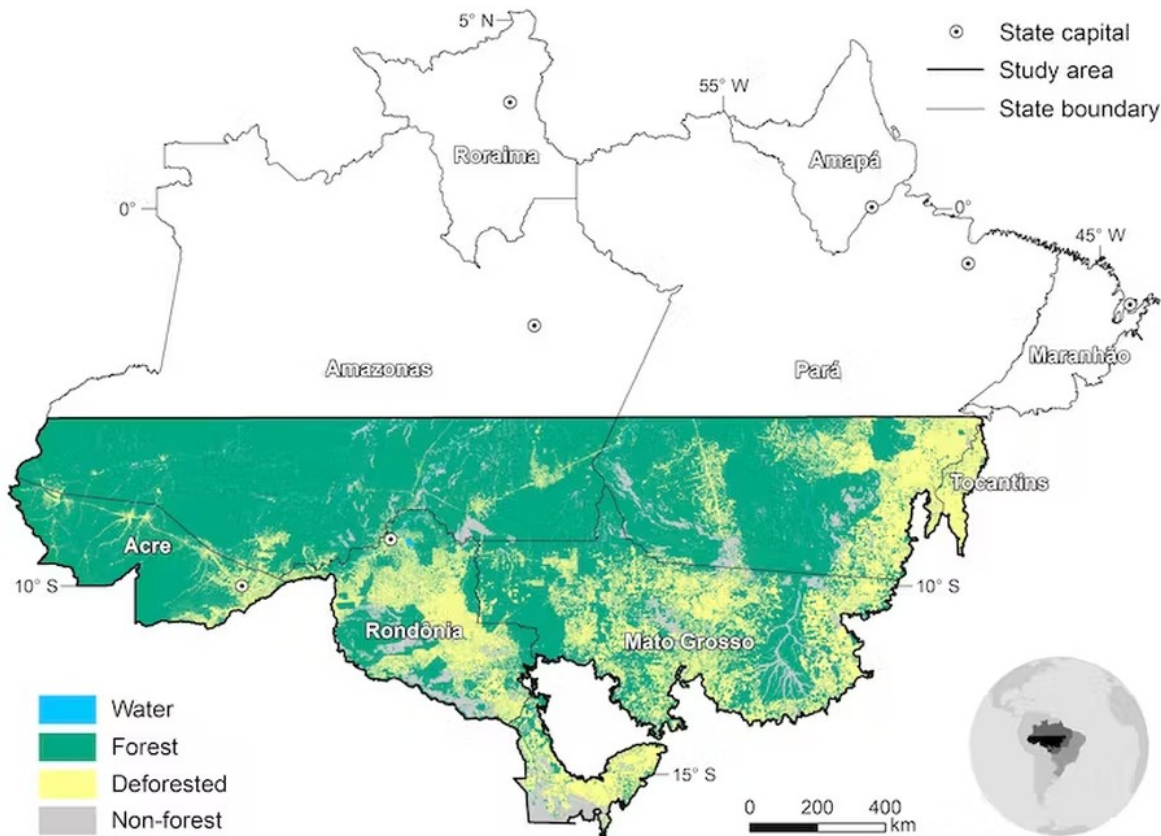 5° N
State capital
Study area
State boundary
55° W
Roraima
Amapá
0°
0°
45° W
Amazonas
Pará
Maranhão
Tocantins
Acre
10° S
10° S
Rondônia
Mato Grosso
Water
Forest
Deforested
Non-forest
15° S
0 200 400
km